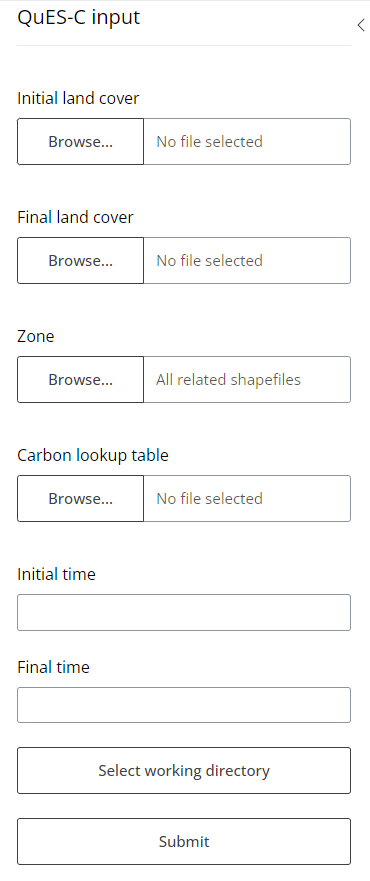 QuES-C input
Initial land cover
Browse... No file selected
Final land cover
Browse... No file selected
Zone
Browse... All related shapefiles
Carbon lookup table
Browse... No file selected
Initial time
Final time
Select working directory
Submit